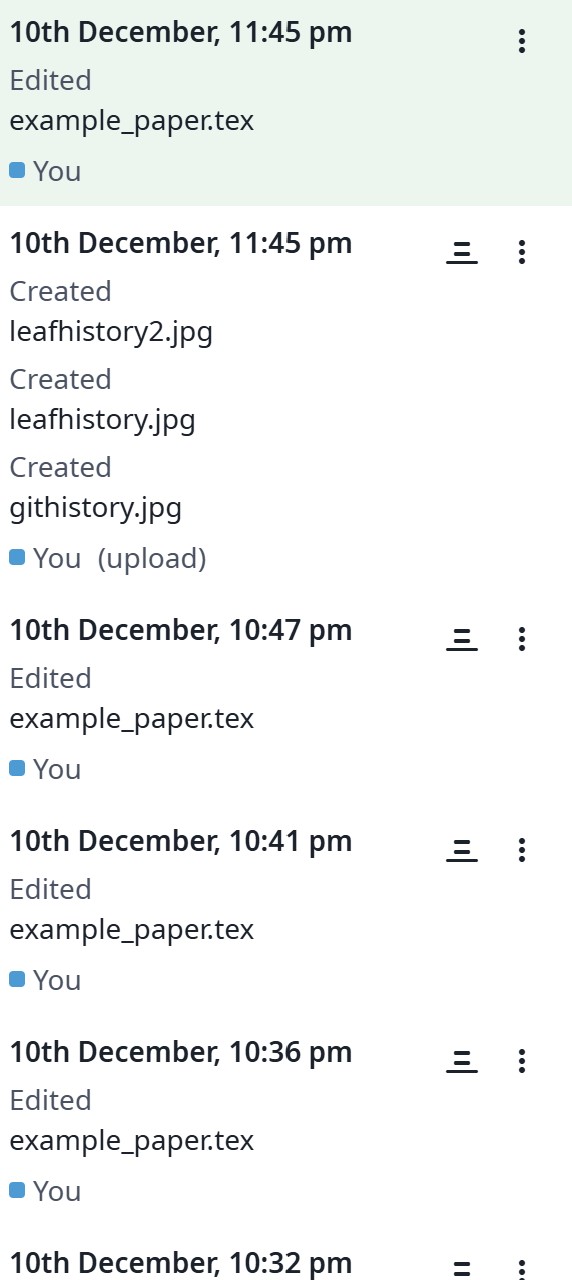 10th December, 11:45 pm
Edited
example_paper.tex
You
10th December, 11:45 pm
Created
leafhistory2.jpg
Created
leafhistory.jpg
Created
githistory.jpg
You (upload)
10th December, 10:47 pm
Edited
example_paper.tex
You
10th December, 10:41 pm
Edited
example_paper.tex
You
10th December, 10:36 pm
Edited
example_paper.tex
You
10th December, 10:32 pm